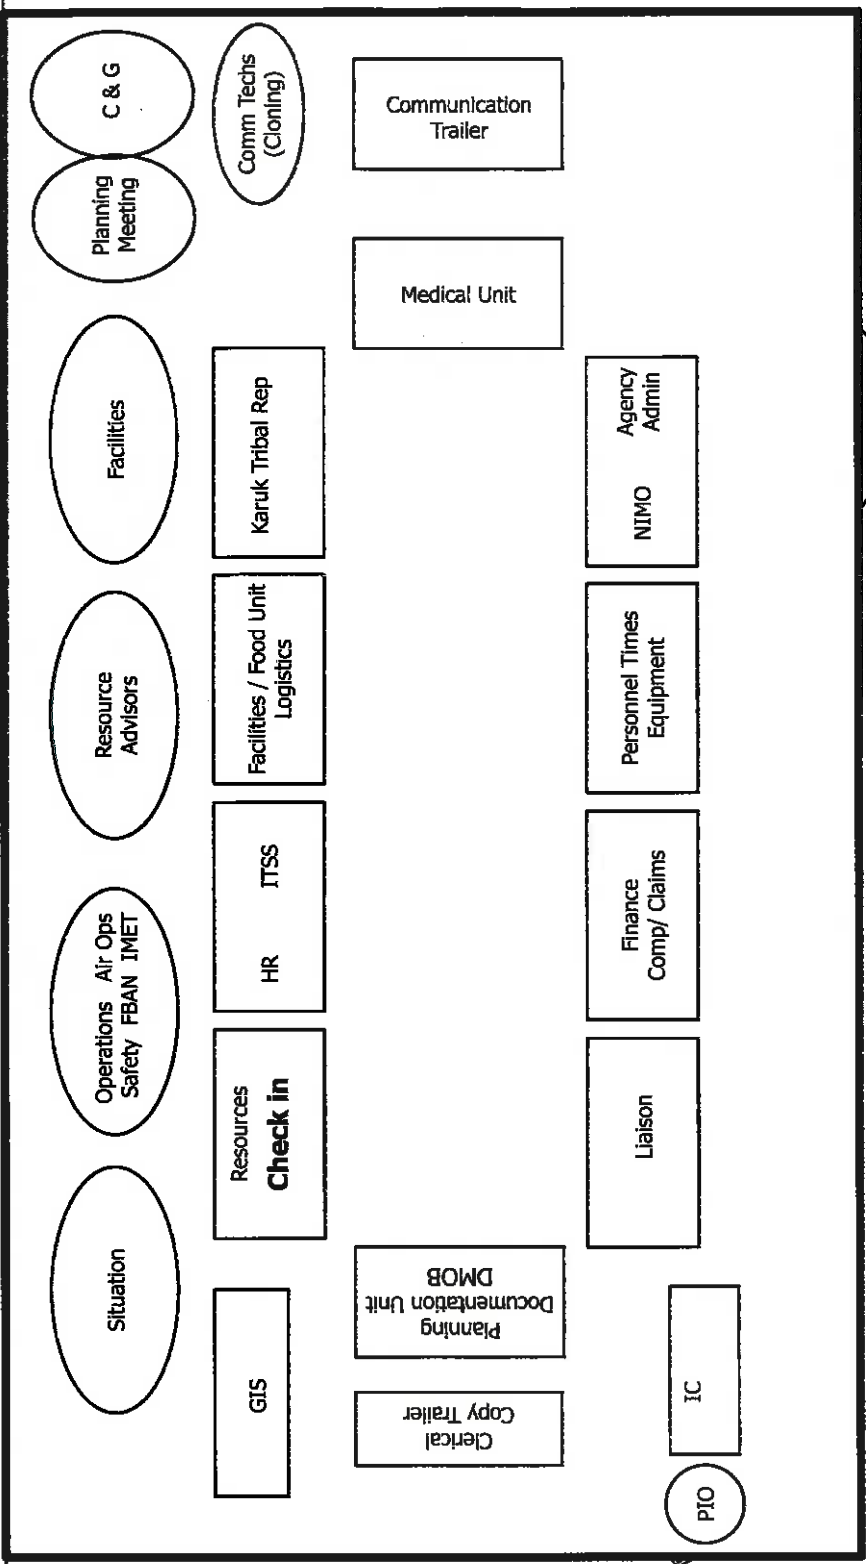 C & G
Planning
Meeting
Comm Techs
(Cloning)
Communication
Trailer
Medical Unit
Facilities
Karuk Tribal Rep
Agency
Admin
NIMO
Resource
Advisors
Facilities / Food Unit
Logistics
Personnel Times
Equipment
Operations Air Ops
Safety FBAN IMET
HR ITSS
Finance
Comp/ Claims
Resources
Check in
Liaison
Situation
GIS
Planning
Documentation Unit
DMOB
Clerical
Copy Trailer
IC
PIO